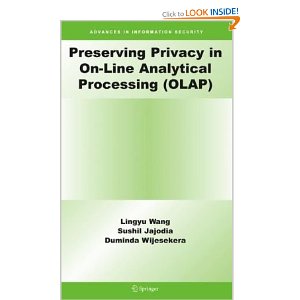 Click to LOOK INSIDE!
ADVANCES IN INFORMATION SECURITY
Preserving Privacy in
On-Line Analytical
Processing (OLAP)
Lingyu Wang
Sushil Jajodia
Duminda Wijesekera
Springer